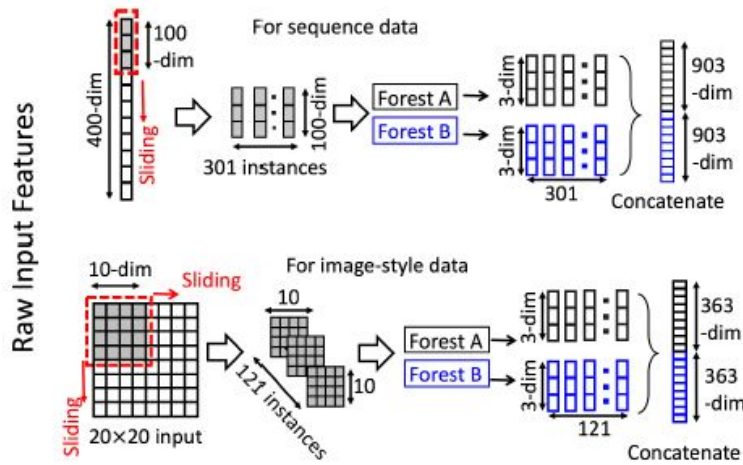 Raw Input Features
For sequence data
400-dim
100
-dim
Sliding
301 instances
100-dim
Forest A
Forest B
3-dim
3-dim
301
903
-dim
903
-dim
Concatenate
For image-style data
10-dim
Sliding
Sliding
20×20 input
10
10
121 instances
Forest A
Forest B
3-dim
3-dim
121
363
-dim
363
-dim
Concatenate